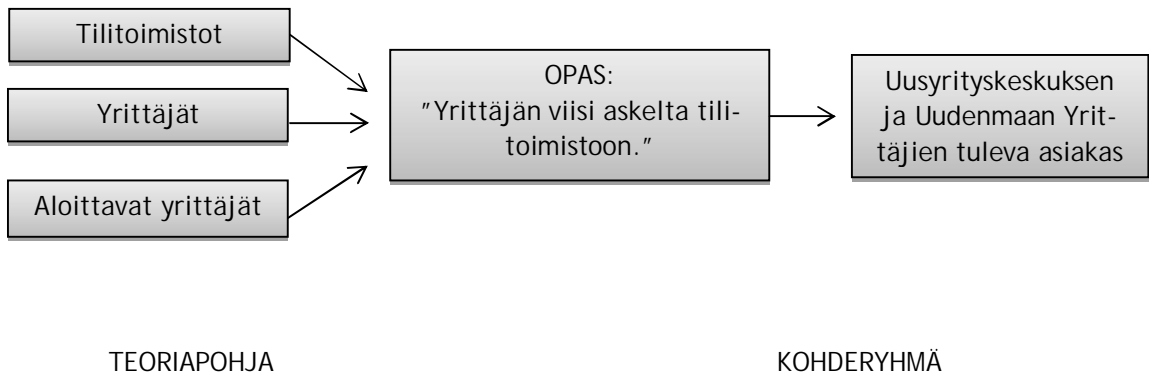 Tilitoimistot
Yrittäjät
Aloittavat yrittäjät
OPAS:
"Yrittäjän viisi askelta tili-
toimistoon."
Uusyrityskeskuksen
ja Uudenmaan Yrit-
täjien tuleva asiakas
TEORIAPOHJA
KOHDERYHMÄ